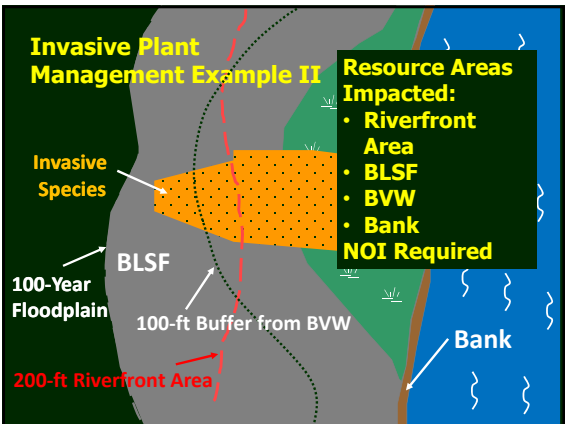 Invasive Plant
Management Example II
Resource Areas
Impacted:
• Riverfront
Area
• BLSF
• BVW
• Bank
NOI Required
Invasive
Species
BLSF
100-Year
Floodplain
100-ft Buffer from BVW
Bank
200-ft Riverfront Area